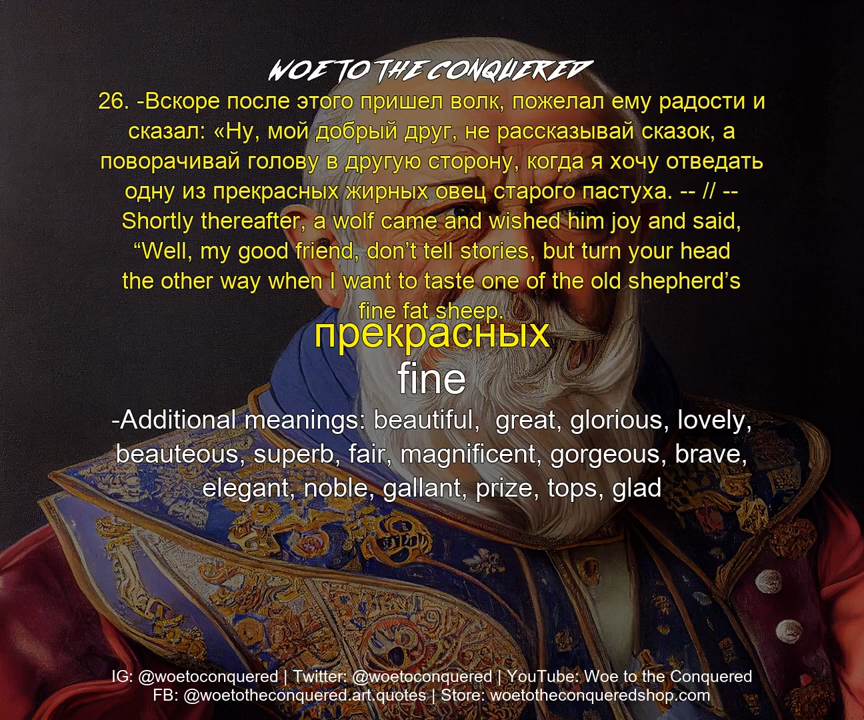 WOE TO THE CONQUERED
26. -Вскоре после этого пришел волк, пожелал ему радости и
сказал: «Ну, мой добрый друг, не рассказывай сказок, а
поворачивай голову в другую сторону, когда я хочу отведать
одну из прекрасных жирных овец старого пастуха. -- // --
Shortly thereafter, a wolf came and wished him joy and said,
“Well, my good friend, don’t tell stories, but turn your head
the other way when I want to taste one of the old shepherd’s
fine fat sheep.
прекрасных
fine
-Additional meanings: beautiful,  great, glorious, lovely,
beauteous, superb, fair, magnificent, gorgeous, brave,
elegant, noble, gallant, prize, tops, glad
IG: @woetoconquered | Twitter: @woetoconquered | YouTube: Woe to the Conquered
FB: @woetotheconquered.art.quotes | Store: woetotheconqueredshop.com